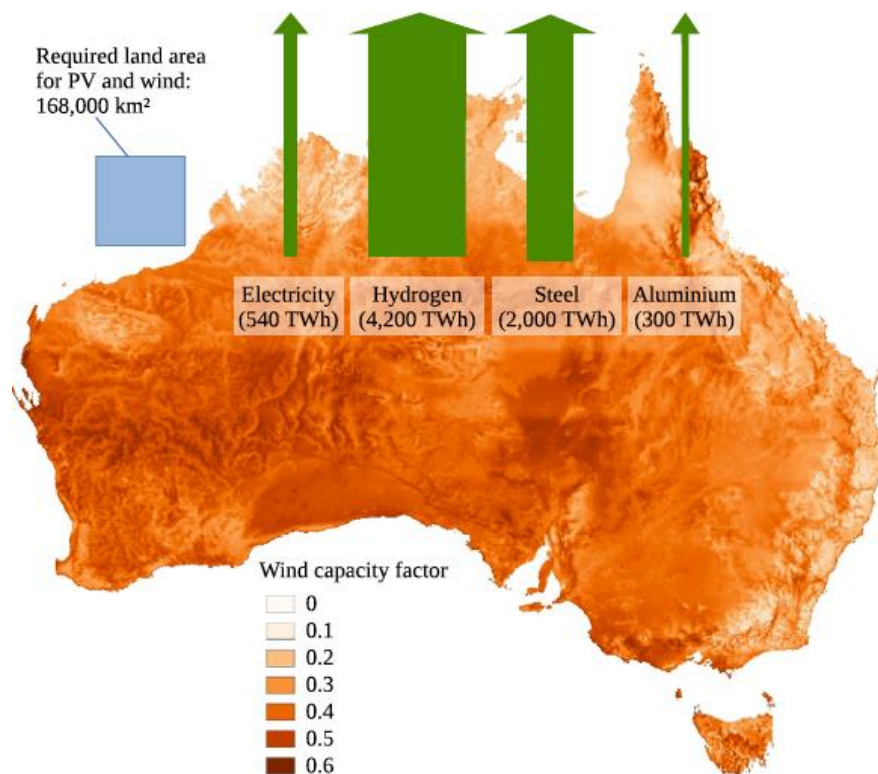 Required land area
for PV and wind:
168,000 km²
Electricity
(540 TWh)
Hydrogen
(4,200 TWh)
Steel
(2,000 TWh)
Aluminium
(300 TWh)
Wind capacity factor
0
0.1
0.2
0.3
0.4
0.5
0.6